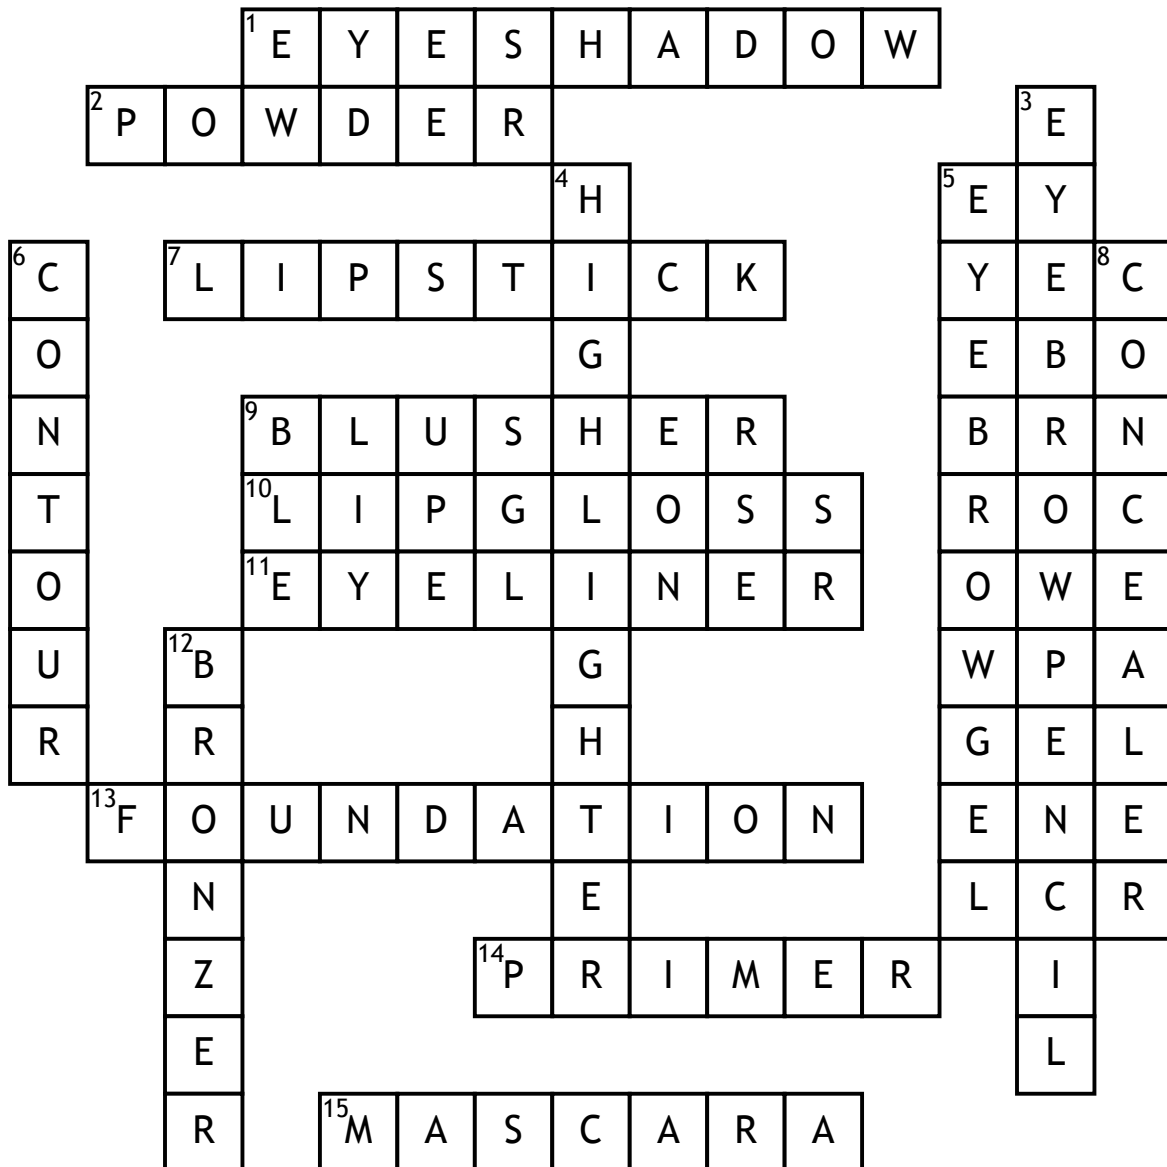 1 E Y E S H A D O W
2 P O W D E R 3 E
4 H 5 E Y
6 C 7 L I P S T I C K Y E 8 C
O G E B O
N 9 B L U S H E R B R N
T 10 L I P G L O S S R O C
O 11 E Y E L I N E R O W E
U 12 B G W P A
R R H G E L
13 F O U N D A T I O N E N E
N E L C R
Z 14 P R I M E R I
E L
R 15 M A S C A R A